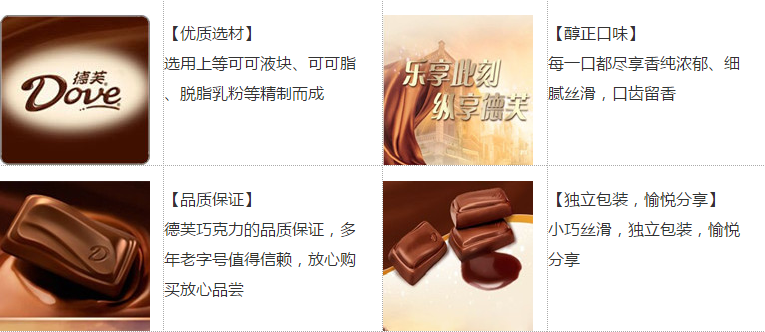 德芙
Dove
【优质选材】
选用上等可可液块、可可脂
、脱脂乳粉等精制而成
乐享此刻
纵享德芙
【醇正口味】
每一口都尽享香纯浓郁、细
腻丝滑，口齿留香
【品质保证】
德芙巧克力的品质保证，多
年老字号值得信赖，放心购
买放心品尝
【独立包装，愉悦分享】
小巧丝滑，独立包装，愉悦
分享